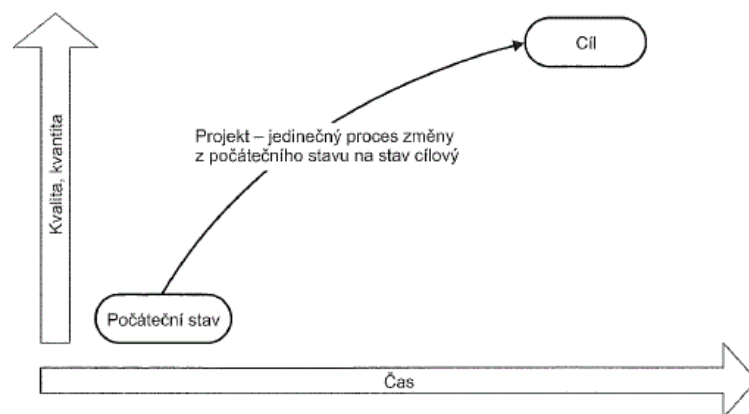 Cíl
Projekt – jedinečný proces změny
z počátečního stavu na stav cílový
Kvalita, kvantita
Počáteční stav
Čas